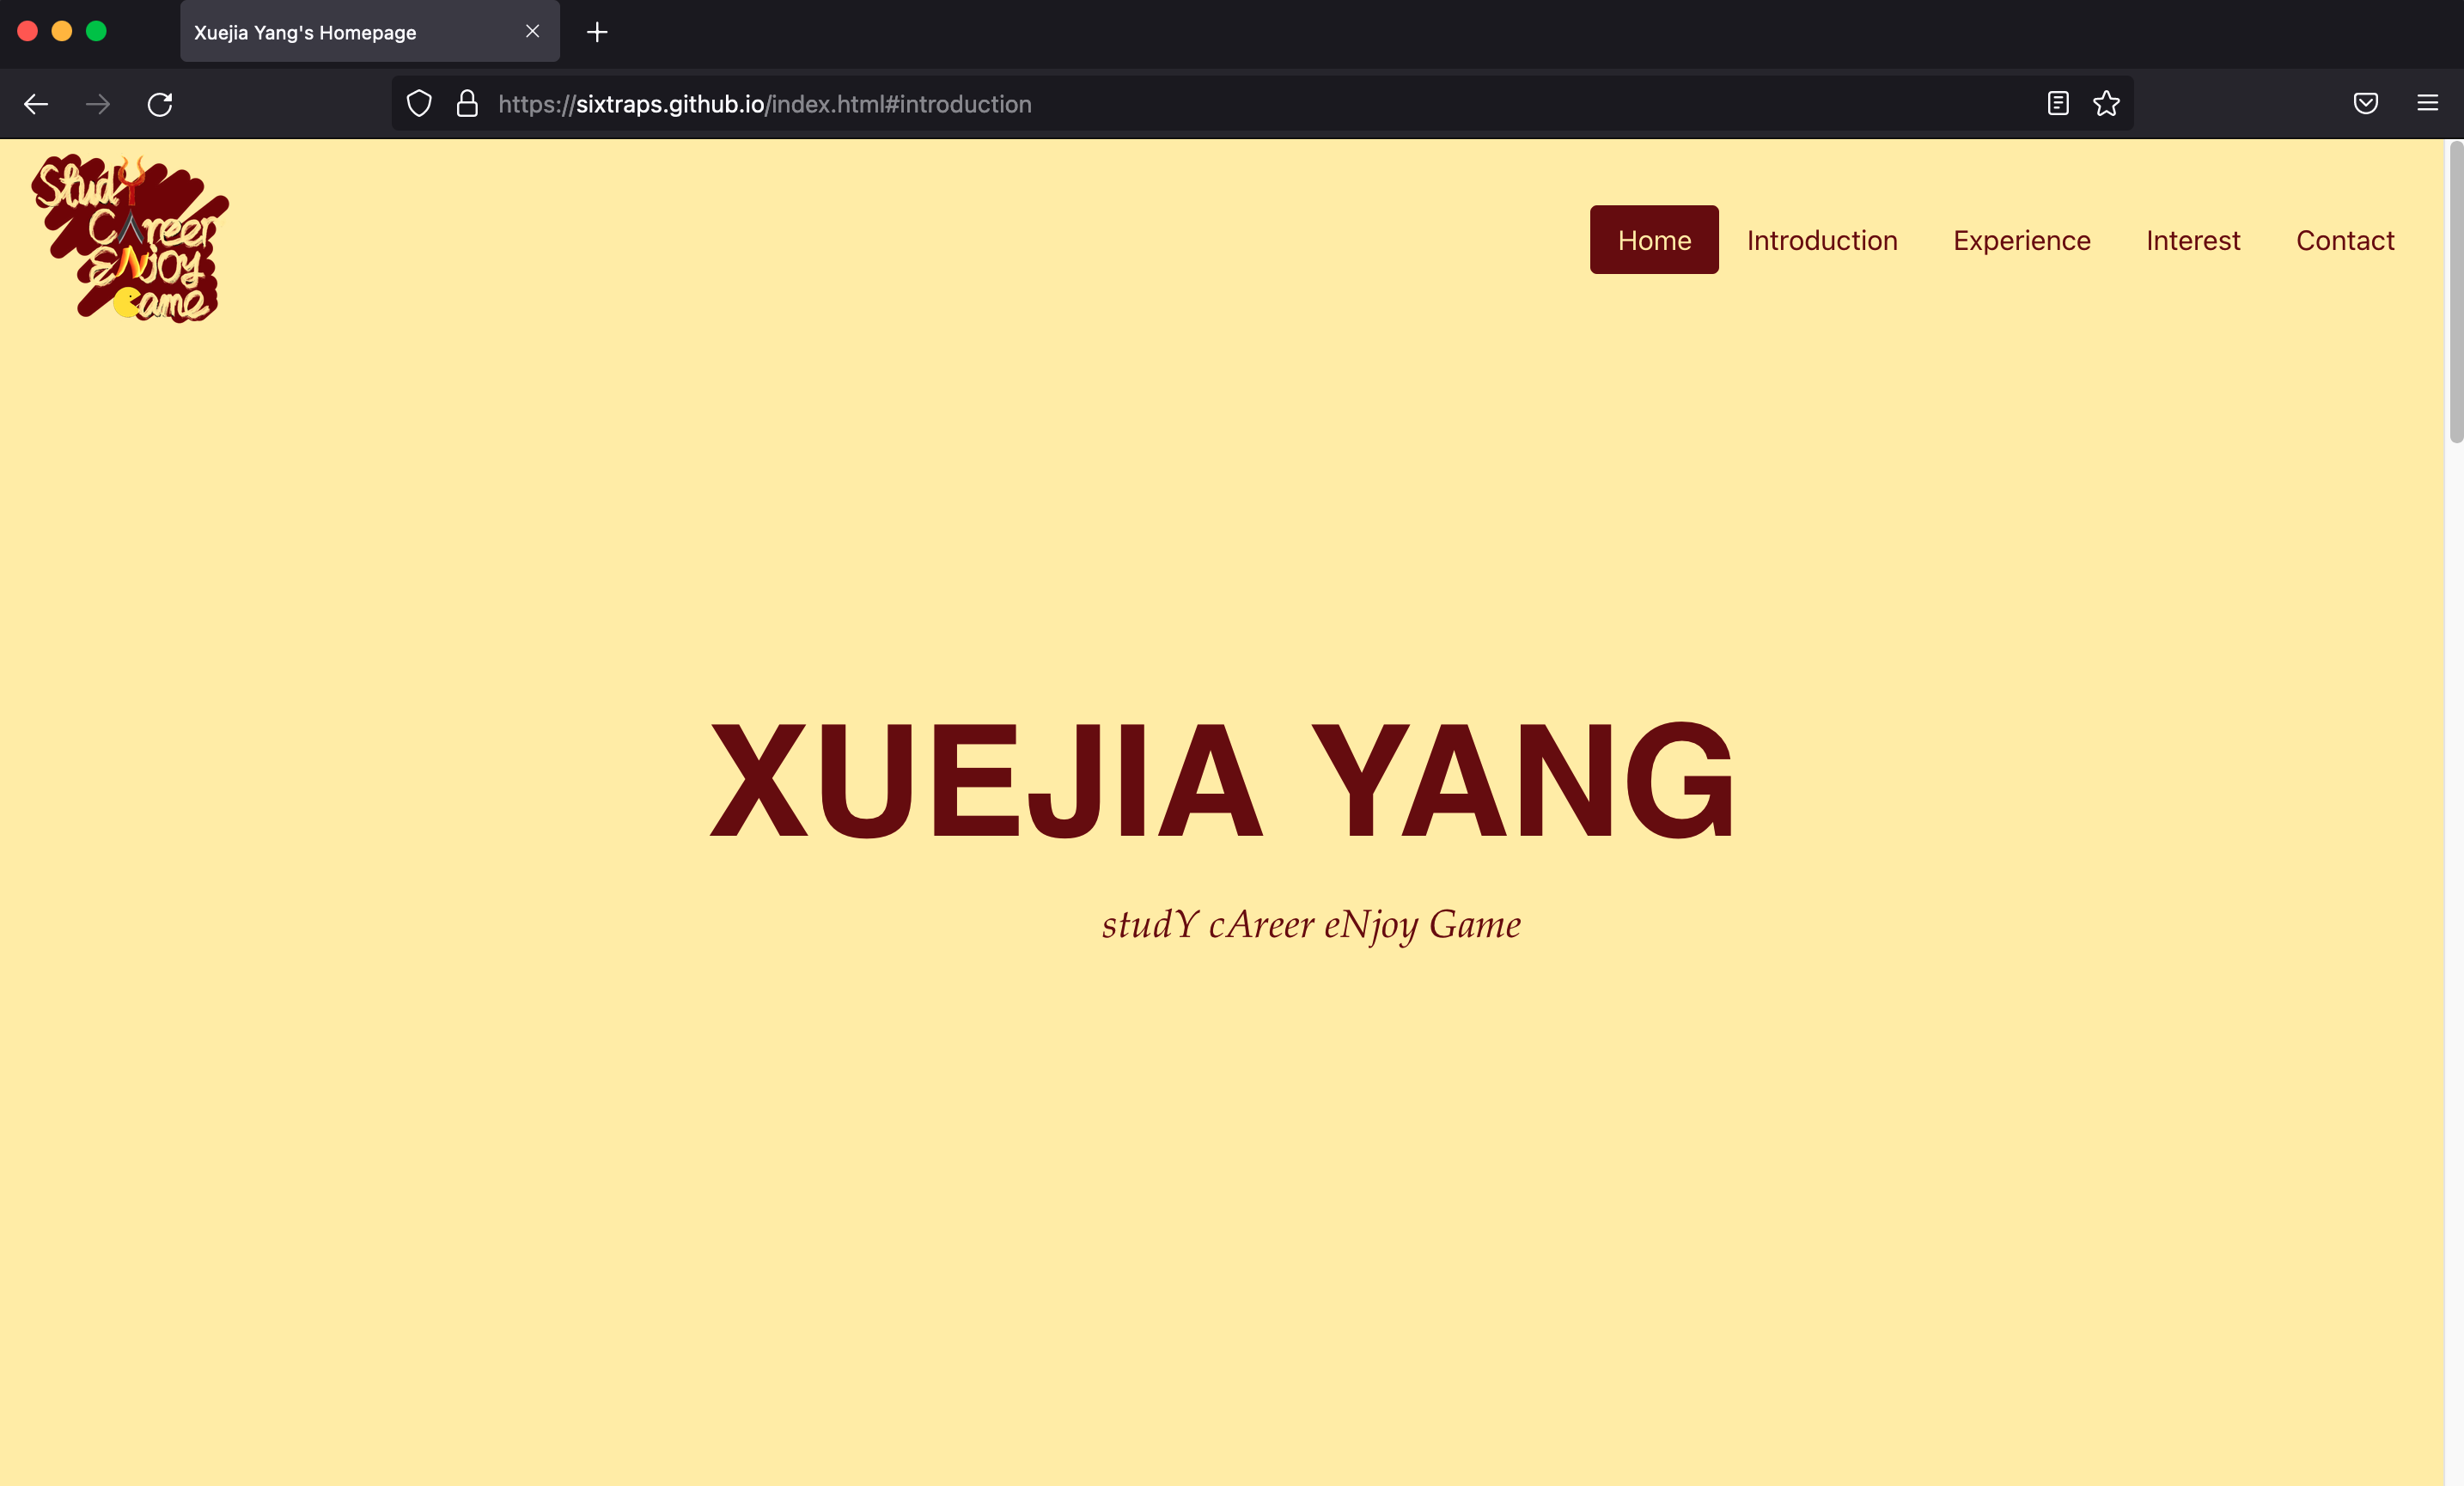 Xuejia Yang's Homepage
https://sixtraps.github.io/index.html#introduction
StudY
CAreer
ENjoy
Game
Home Introduction Experience Interest Contact
XUEJIA YANG
studY cAreer eNjoy Game